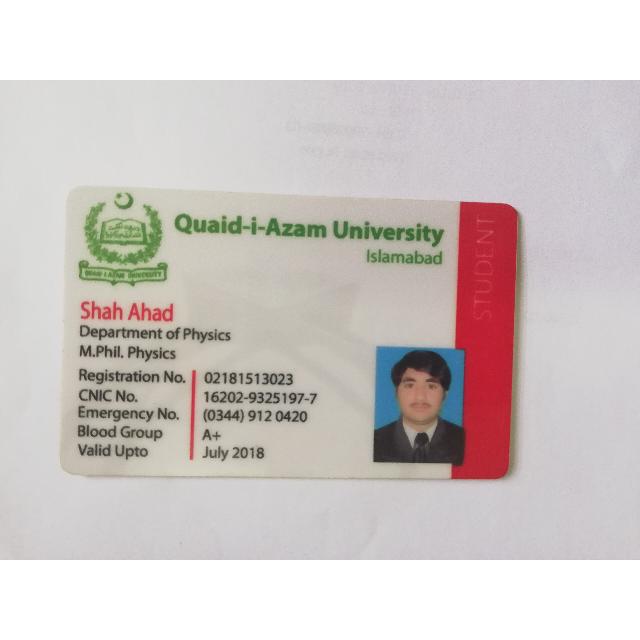 Quaid-i-Azam University
Islamabad
QUAID-I-AZAM UNIVERSITY
STUDENT
Shah Ahad
Department of Physics
M.Phil. Physics
Registration No. 02181513023
CNIC No. 16202-9325197-7
Emergency No. (0344) 912 0420
Blood Group A+
Valid Upto July 2018